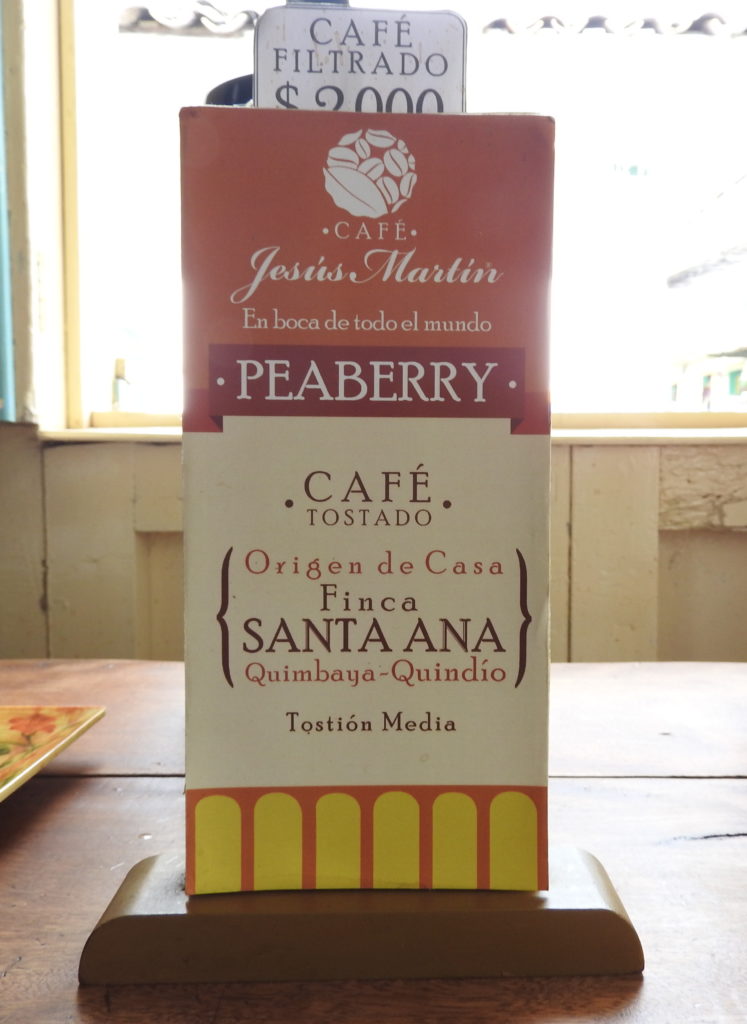 CAFÉ
FILTRADO
$ 2000
• CAFÉ •
Jesús Martín
En boca de todo el mundo
• PEABERRY •
• CAFÉ •
TOSTADO
Origen de Casa
Finca
SANTA ANA
Quimbaya-Quindío
Tostión Media